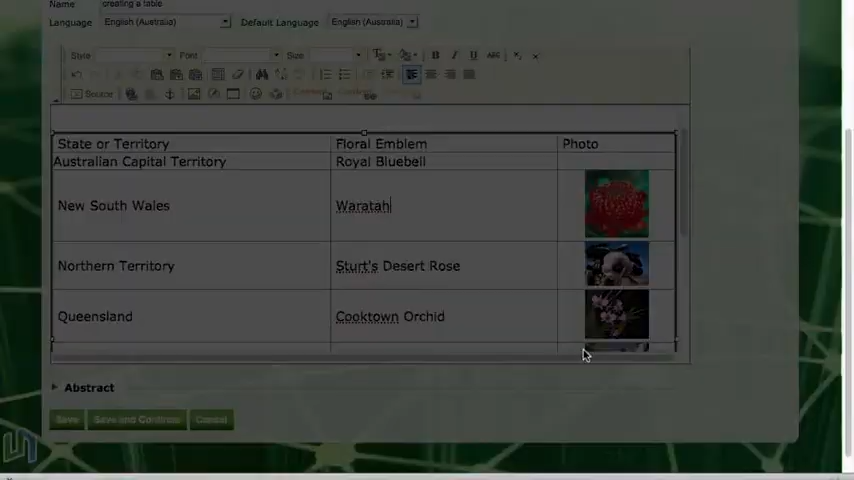 Name creating a table
Language English (Australia) Default Language English (Australia)
Style Font Size
B I U ABC
Source
State or Territory Floral Emblem Photo
Australian Capital Territory Royal Bluebell
New South Wales Waratah
Northern Territory Sturt's Desert Rose
Queensland Cooktown Orchid
Abstract
Save Save and Continue Cancel